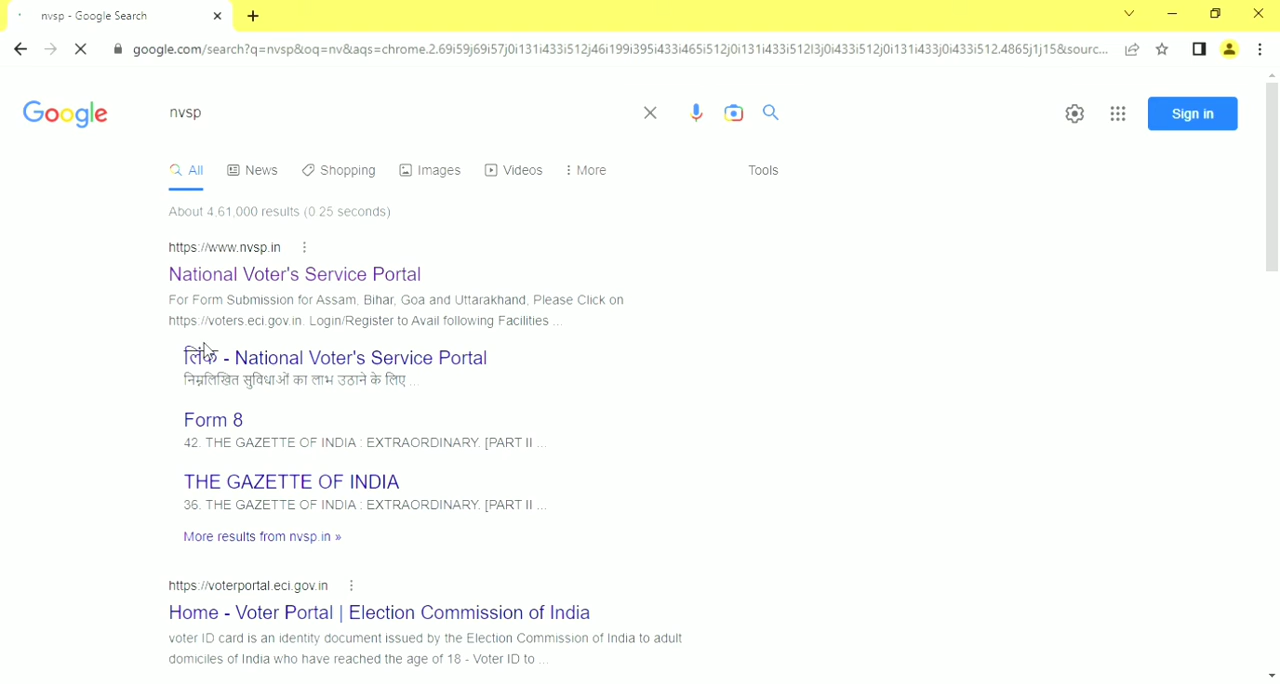 nvsp - Google Search
google.com/search?q=nvsp&oq=nv&aqs=chrome.2.69i59j69i57j0i131i433i512j46i199i395i433i465i512j0i131i433i512l3j0i433i512j0i131i433j0i433i512.4865j1j15&sourc...
Google
nvsp
Sign in
All News Shopping Images Videos More Tools
About 4,61,000 results (0.25 seconds)
https://www.nvsp.in
National Voter's Service Portal
For Form Submission for Assam, Bihar, Goa and Uttarakhand, Please Click on
https://voters.eci.gov.in. Login/Register to Avail following Facilities ...
लिंक - National Voter's Service Portal
निम्नलिखित सुविधाओं का लाभ उठाने के लिए ...
Form 8
42. THE GAZETTE OF INDIA : EXTRAORDINARY. [PART II ...
THE GAZETTE OF INDIA
36. THE GAZETTE OF INDIA : EXTRAORDINARY. [PART II ...
More results from nvsp.in »
https://voterportal.eci.gov.in
Home - Voter Portal | Election Commission of India
voter ID card is an identity document issued by the Election Commission of India to adult
domiciles of India who have reached the age of 18 - Voter ID to ...